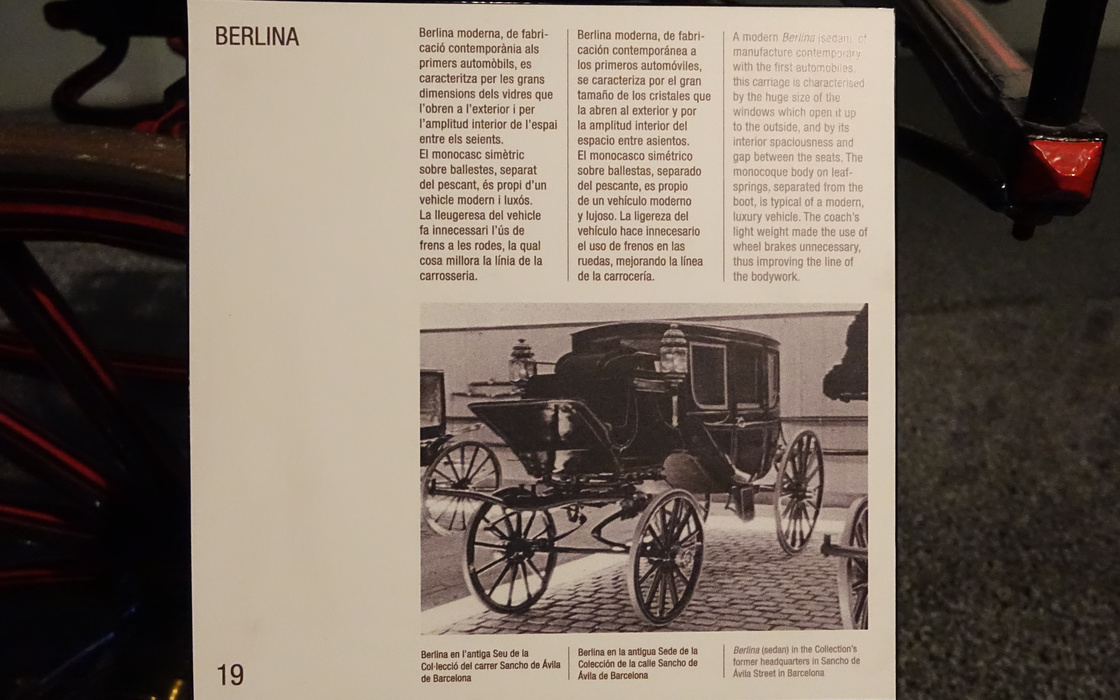 BERLINA
Berlina moderna, de fabri-
cació contemporània als
primers automòbils, es
caracteritza per les grans
dimensions dels vidres que
l'obren a l'exterior i per
l'amplitud interior de l'espai
entre els seients.
El monocasc simètric
sobre ballestes, separat
del pescant, és propi d'un
vehicle modern i luxós.
La lleugeresa del vehicle
fa innecessari l'ús de
frens a les rodes, la qual
cosa millora la línia de la
carrosseria.
Berlina moderna, de fabri-
cación contemporánea a
los primeros automóviles,
se caracteriza por el gran
tamaño de los cristales que
la abren al exterior y por
la amplitud interior del
espacio entre asientos.
El monocasco simétrico
sobre ballestas, separado
del pescante, es propio
de un vehículo moderno
y lujoso. La ligereza del
vehículo hace innecesario
el uso de frenos en las
ruedas, mejorando la línea
de la carrocería.
A modern Berlina (sedan), of
manufacture contemporary
with the first automobiles,
this carriage is characterised
by the huge size of the
windows which open it up
to the outside, and by its
interior spaciousness and
gap between the seats. The
monocoque body on leaf-
springs, separated from the
boot, is typical of a modern,
luxury vehicle. The coach's
light weight made the use of
wheel brakes unnecessary,
thus improving the line of
the bodywork.
Berlina en l'antiga Seu de la
Col·lecció del carrer Sancho de Ávila
de Barcelona
Berlina en la antigua Sede de la
Colección de la calle Sancho de
Ávila de Barcelona
Berlina (sedan) in the Collection's
former headquarters in Sancho de
Ávila Street in Barcelona
19